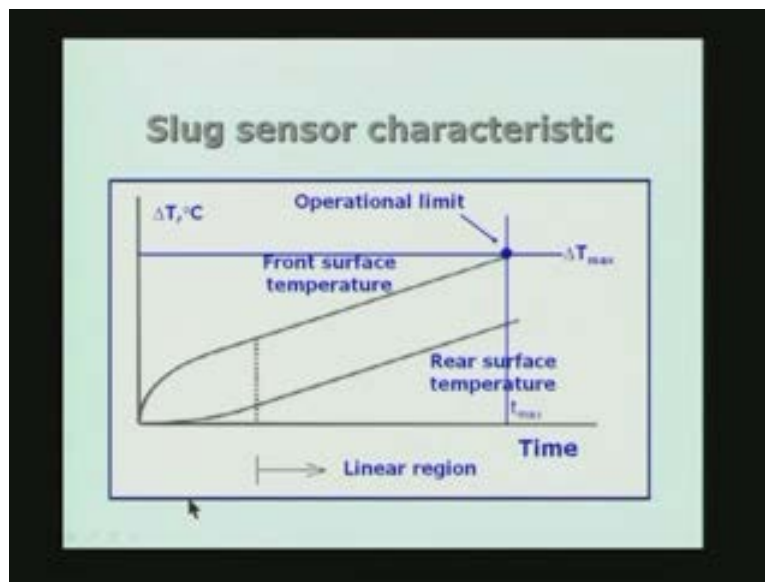 Slug sensor characteristic
ΔT,°C
Operational limit
ΔTmax
Front surface
temperature
Rear surface
temperature
tmax
Time
Linear region